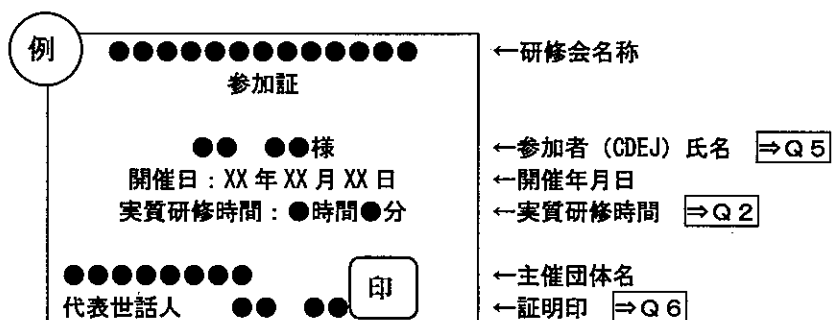 例
●●●●●●●●●●●●● ←研修会名称
参加証
●● ●●様 ←参加者（CDEJ）氏名 ⇒Q5
開催日：XX年XX月XX日 ←開催年月日
実質研修時間：●時間●分 ←実質研修時間 ⇒Q2
●●●●●●●● ←主催団体名
代表世話人 ●● ●● 印 ←証明印 ⇒Q6